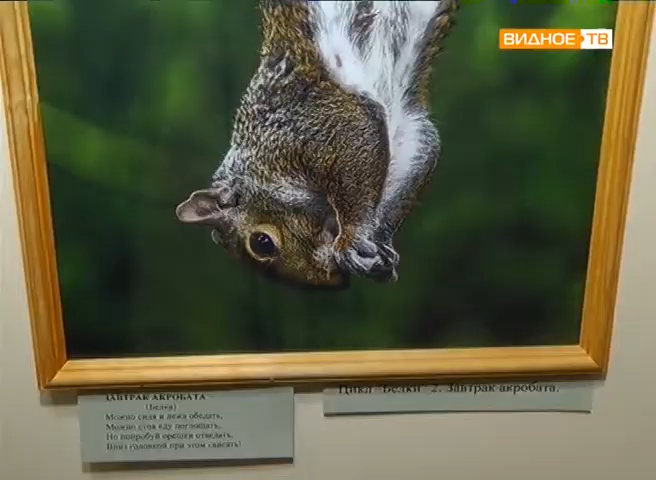 ВИДНОЕ ТВ
ЗАВТРАК АКРОБАТА
(Белка)
Можно сидя и лежа обедать,
Можно стоя еду поглощать,
Но попробуй орешки отведать,
Вниз головкой при этом свисать!
Цикл "Белки" 2. Завтрак акробата.